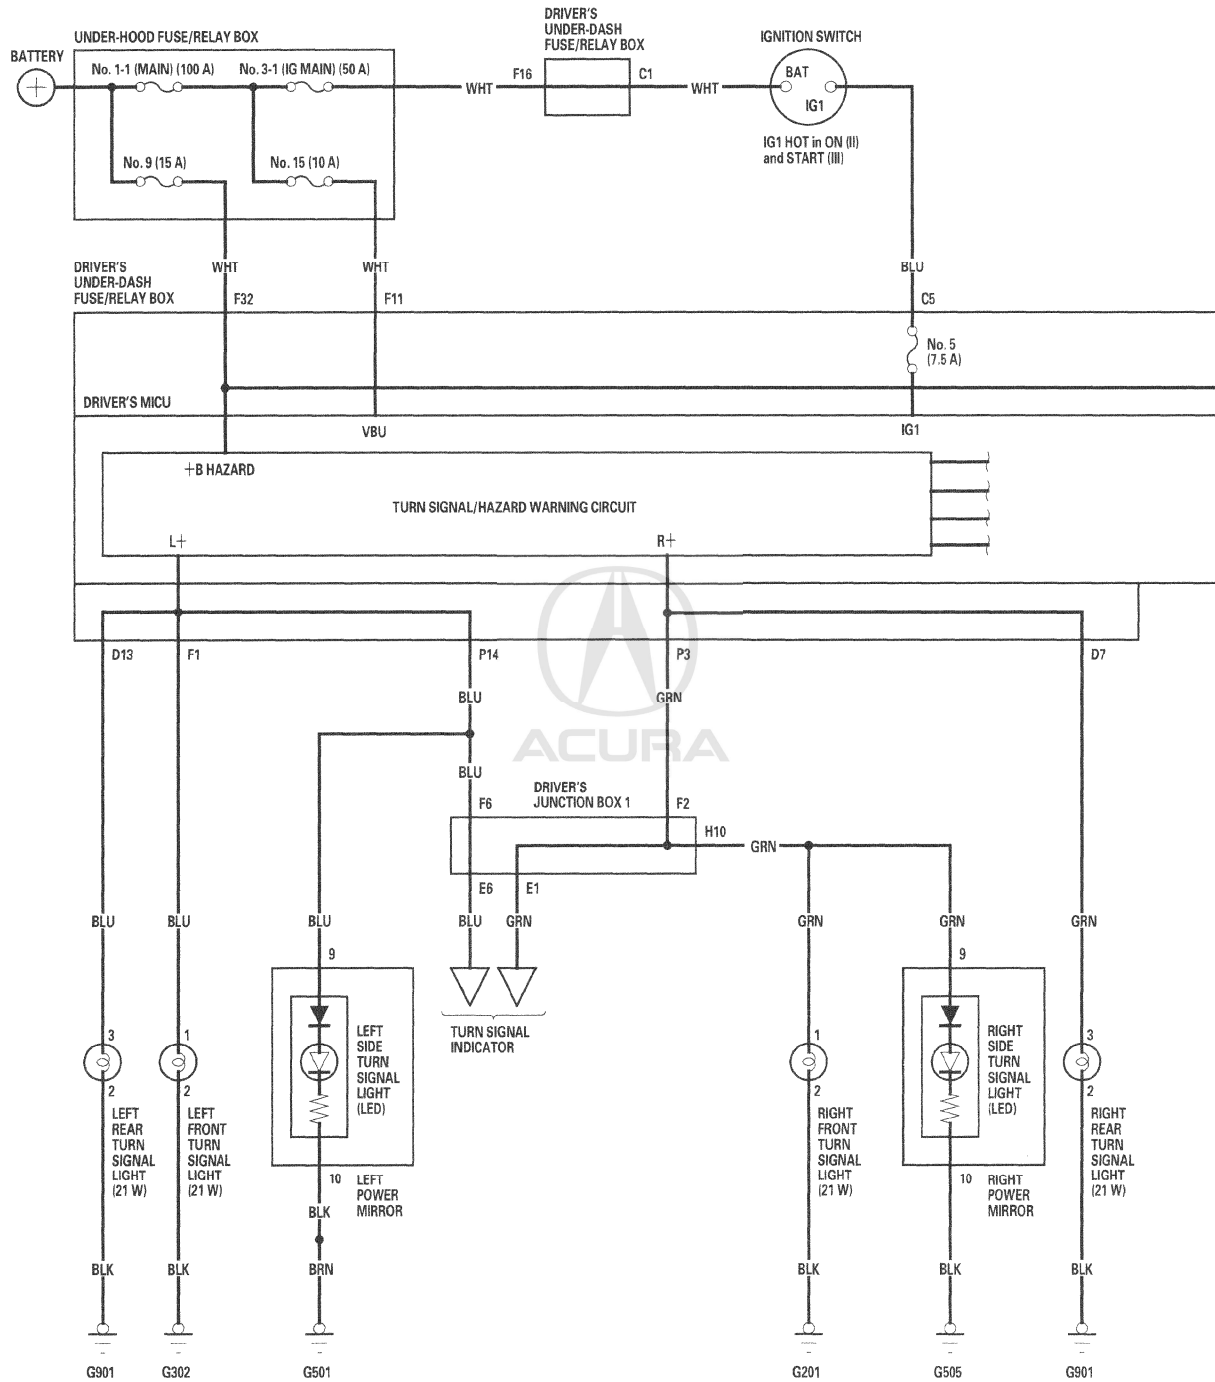 DRIVER'S
UNDER-DASH
FUSE/RELAY BOX
UNDER-HOOD FUSE/RELAY BOX
IGNITION SWITCH
BATTERY
No. 1-1 (MAIN) (100 A)
No. 3-1 (IG MAIN) (50 A)
F16
C1
BAT
WHT
WHT
IG1
IG1 HOT in ON (II)
and START (III)
No. 9 (15 A)
No. 15 (10 A)
DRIVER'S
UNDER-DASH
FUSE/RELAY BOX
WHT
WHT
BLU
F32
F11
C5
No. 5
(7.5 A)
DRIVER'S MICU
VBU
IG1
+B HAZARD
TURN SIGNAL/HAZARD WARNING CIRCUIT
L+
R+
D13
F1
P14
P3
D7
BLU
GRN
ACURA
BLU
DRIVER'S
JUNCTION BOX 1
F6
F2
H10
GRN
E6
E1
BLU
BLU
BLU
BLU
GRN
GRN
GRN
GRN
9
9
3
1
LEFT
SIDE
TURN
SIGNAL
LIGHT
(LED)
TURN SIGNAL
INDICATOR
1
RIGHT
SIDE
TURN
SIGNAL
LIGHT
(LED)
3
2
LEFT
REAR
TURN
SIGNAL
LIGHT
(21 W)
2
LEFT
FRONT
TURN
SIGNAL
LIGHT
(21 W)
2
RIGHT
FRONT
TURN
SIGNAL
LIGHT
(21 W)
2
RIGHT
REAR
TURN
SIGNAL
LIGHT
(21 W)
10
LEFT
POWER
MIRROR
10
RIGHT
POWER
MIRROR
BLK
BLK
BLK
BRN
BLK
BLK
BLK
G901
G302
G501
G201
G505
G901